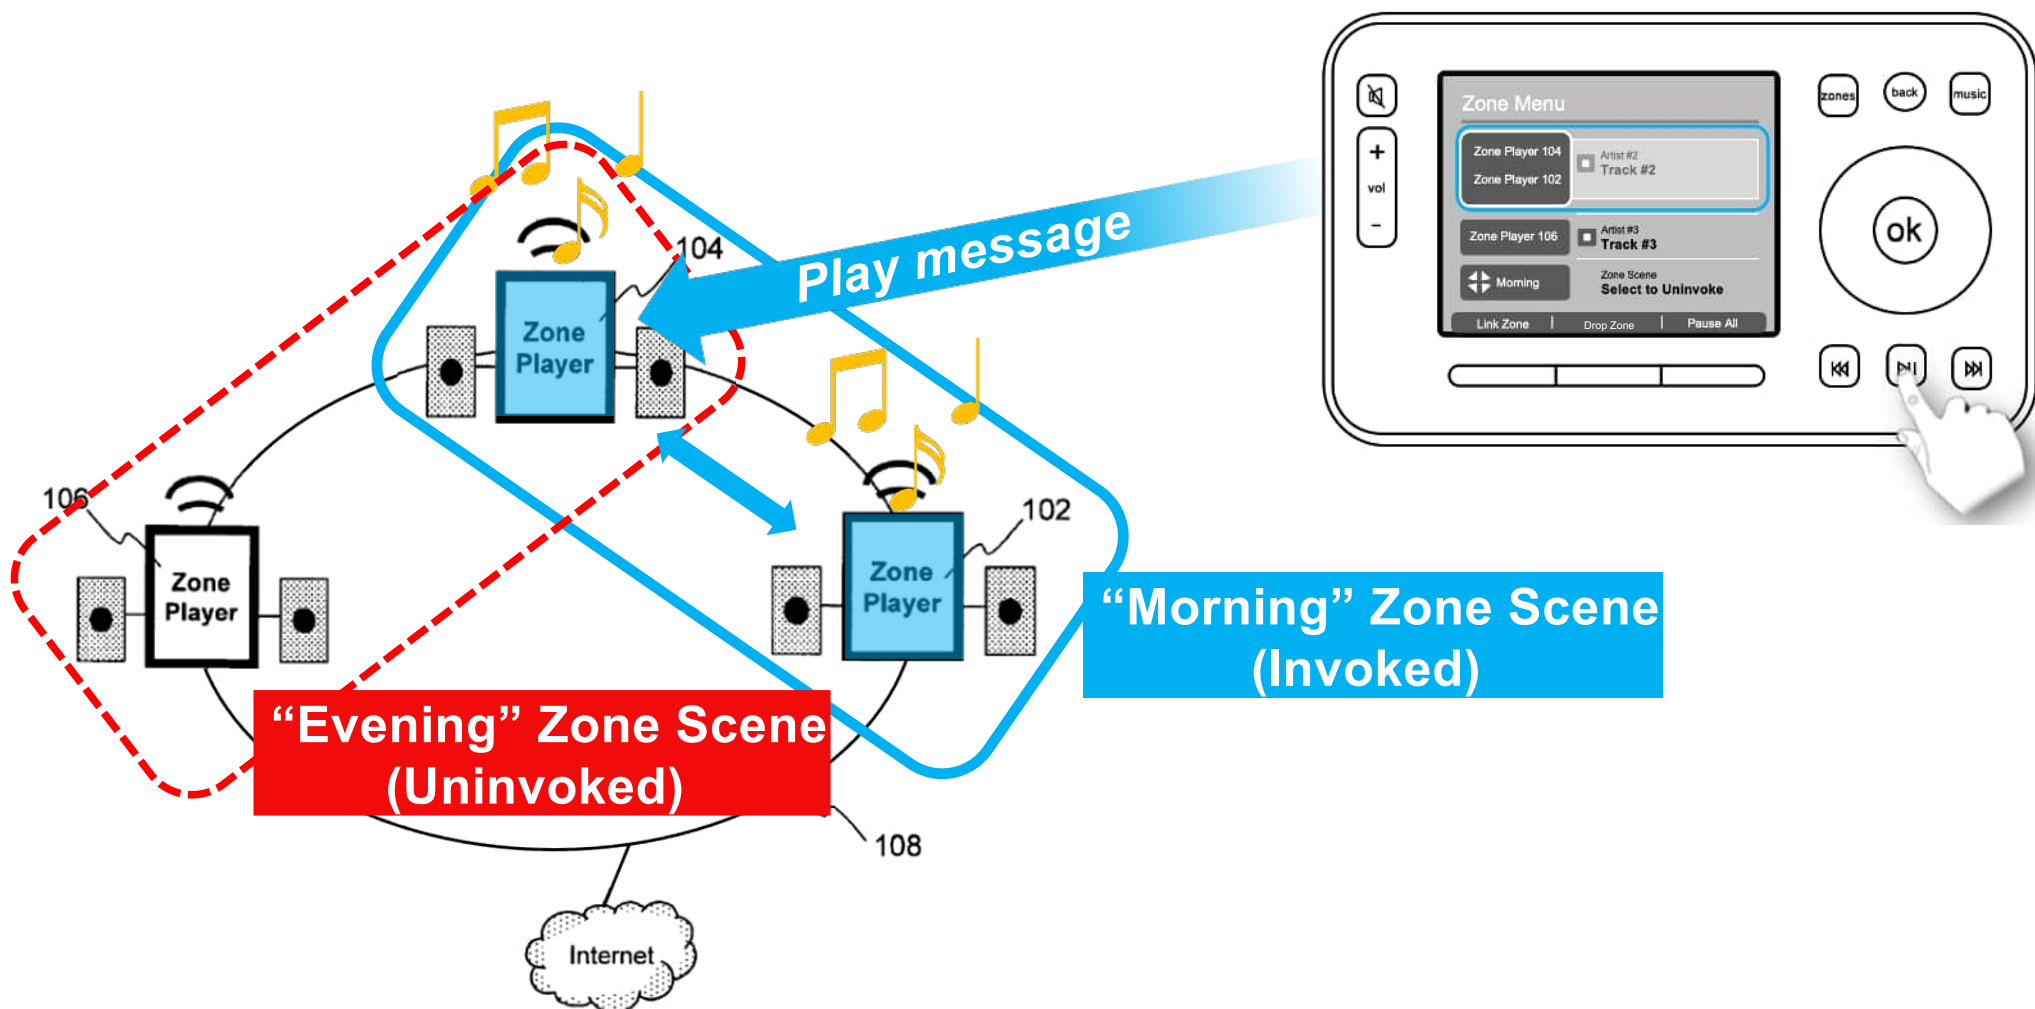 Zone Menu
Zone Player 104
Zone Player 102
Artist #2
Track #2
Zone Player 106
Artist #3
Track #3
Morning
Zone Scene
Select to Uninvoke
Link Zone
Drop Zone
Pause All
+
vol
-
zones
back
music
ok
Play message
104
Zone
Player
106
Zone
Player
102
Zone
Player
“Morning” Zone Scene
(Invoked)
“Evening” Zone Scene
(Uninvoked)
108
Internet